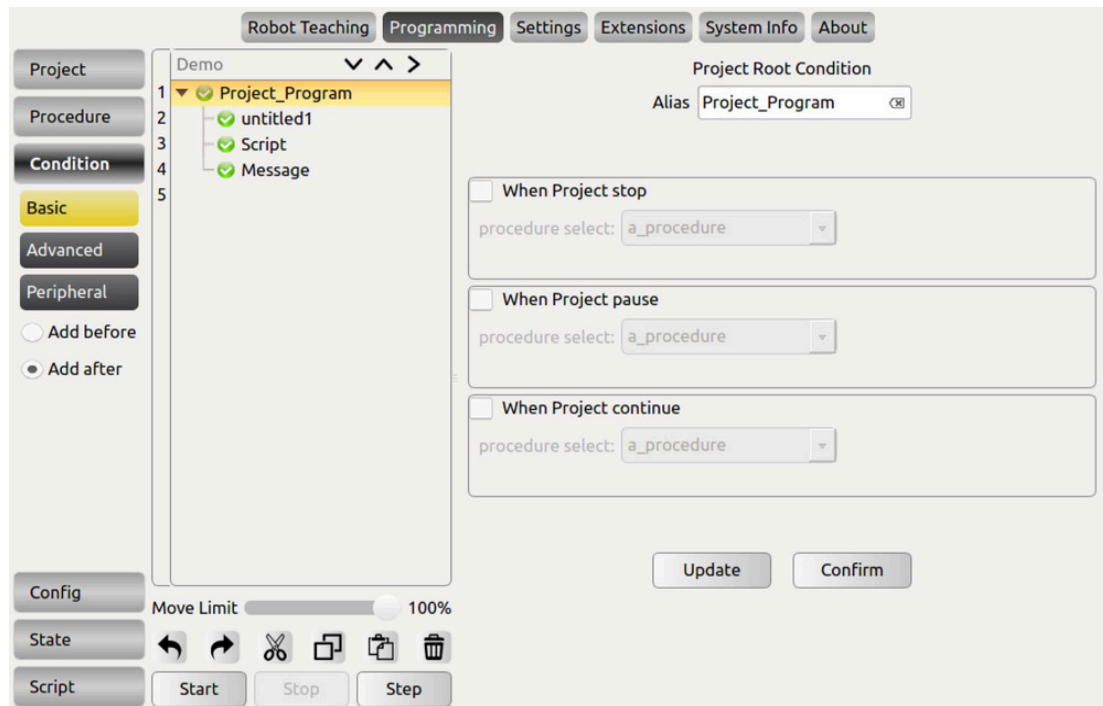 Robot Teaching Programming Settings Extensions System Info About
Project
Procedure
Condition
Basic
Advanced
Peripheral
Add before
Add after
Config
State
Script
Demo
1 Project_Program
2 untitled1
3 Script
4 Message
5
Move Limit 100%
Start Stop Step
Project Root Condition
Alias Project_Program
When Project stop
procedure select: a_procedure
When Project pause
procedure select: a_procedure
When Project continue
procedure select: a_procedure
Update Confirm